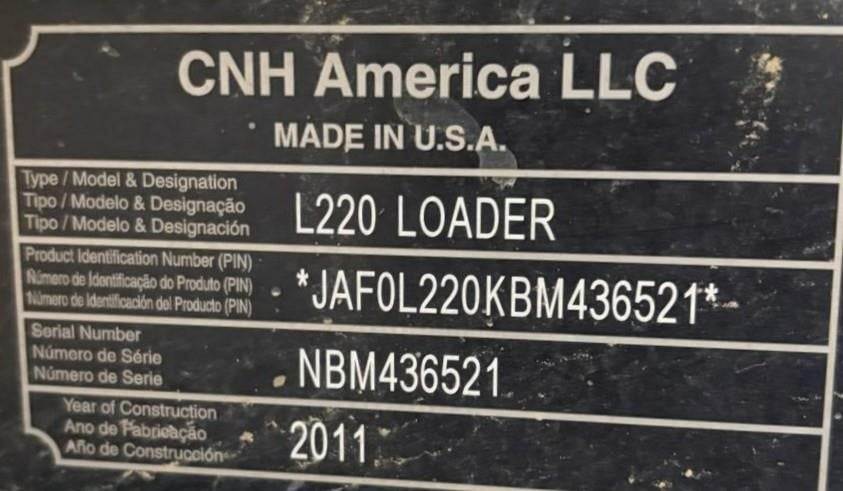 CNH America LLC
MADE IN U.S.A.
Type / Model & Designation
Tipo / Modelo & Designação
Tipo / Modelo & Designación
L220 LOADER
Product Identification Number (PIN)
Número de Identificação do Produto (PIN)
Número de Identificación del Producto (PIN)
*JAF0L220KBM436521*
Serial Number
Número de Série
Número de Serie
NBM436521
Year of Construction
Ano de Fabricação
Año de Construcción
2011